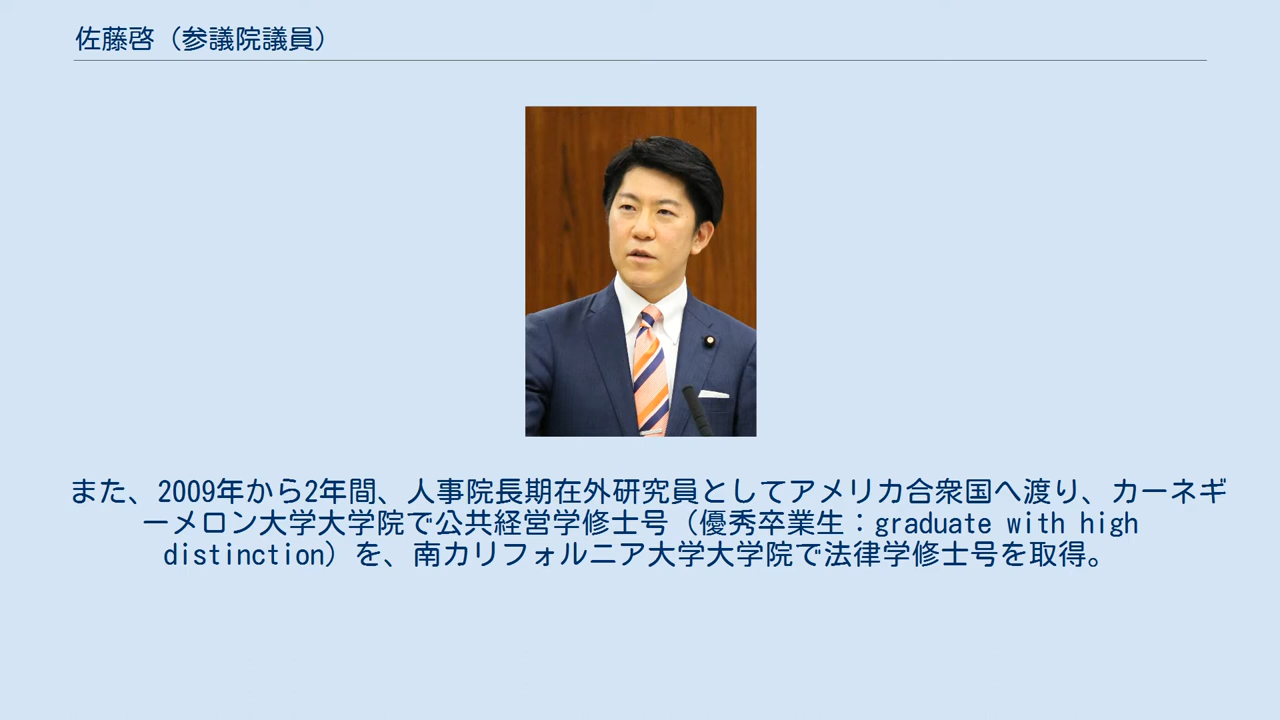 佐藤啓（参議院議員）
また、2009年から2年間、人事院長期在外研究員としてアメリカ合衆国へ渡り、カーネギ
ーメロン大学大学院で公共経営学修士号（優秀卒業生：graduate with high
distinction）を、南カリフォルニア大学大学院で法律学修士号を取得。